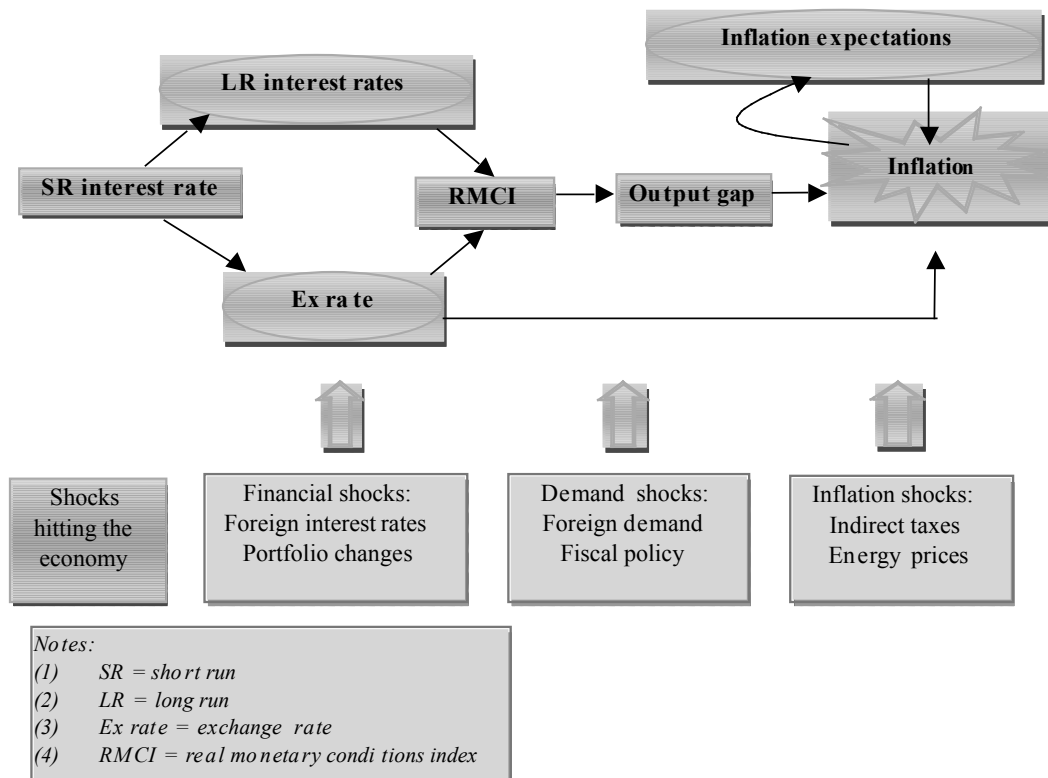 Inflation expectations
LR interest rates
SR interest rate
RMCI
Output gap
Inflation
Ex rate
Shocks
hitting the
economy
Financial shocks:
Foreign interest rates
Portfolio changes
Demand shocks:
Foreign demand
Fiscal policy
Inflation shocks:
Indirect taxes
Energy prices
Notes:
(1) SR = short run
(2) LR = long run
(3) Ex rate = exchange rate
(4) RMCI = real monetary conditions index